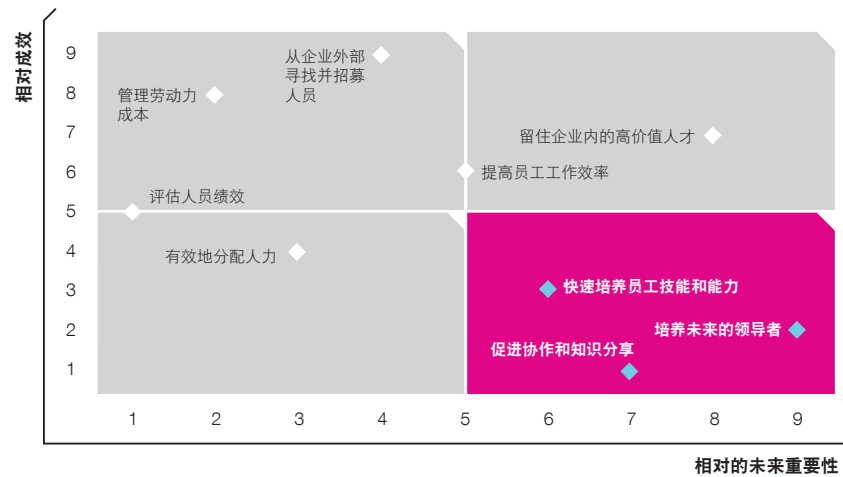 相对成效
9
从企业外部
寻找并招募
人员
8
管理劳动力
成本
7
留住企业内的高价值人才
6
提高员工工作效率
评估人员绩效
5
4
有效地分配人力
3
快速培养员工技能和能力
2
培养未来的领导者
促进协作和知识分享
1
1 2 3 4 5 6 7 8 9
相对的未来重要性